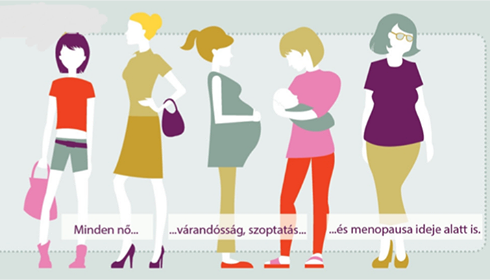 Minden nő... ...várandósság, szoptatás... ...és menopausa ideje alatt is.